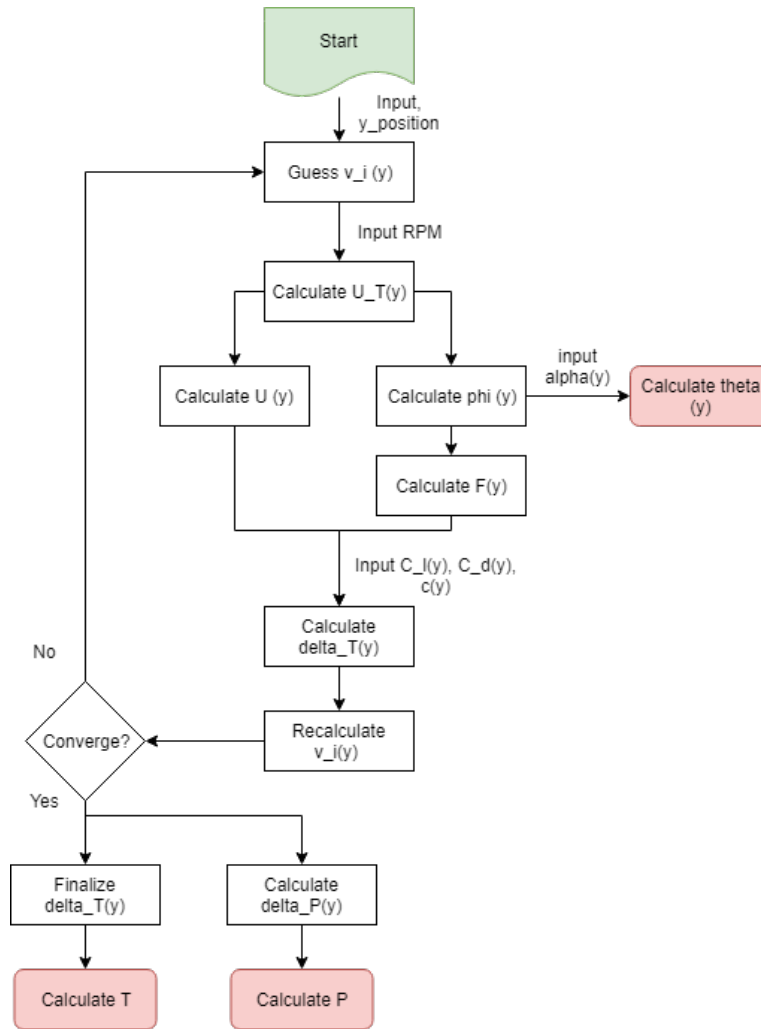 Start
Input,
y_position
Guess v_i (y)
Input RPM
Calculate U_T(y)
Calculate U (y)
Calculate phi (y)
input
alpha(y)
Calculate theta
(y)
Calculate F(y)
Input C_l(y), C_d(y),
c(y)
Calculate
delta_T(y)
No
Converge?
Recalculate
v_i(y)
Yes
Finalize
delta_T(y)
Calculate
delta_P(y)
Calculate T
Calculate P